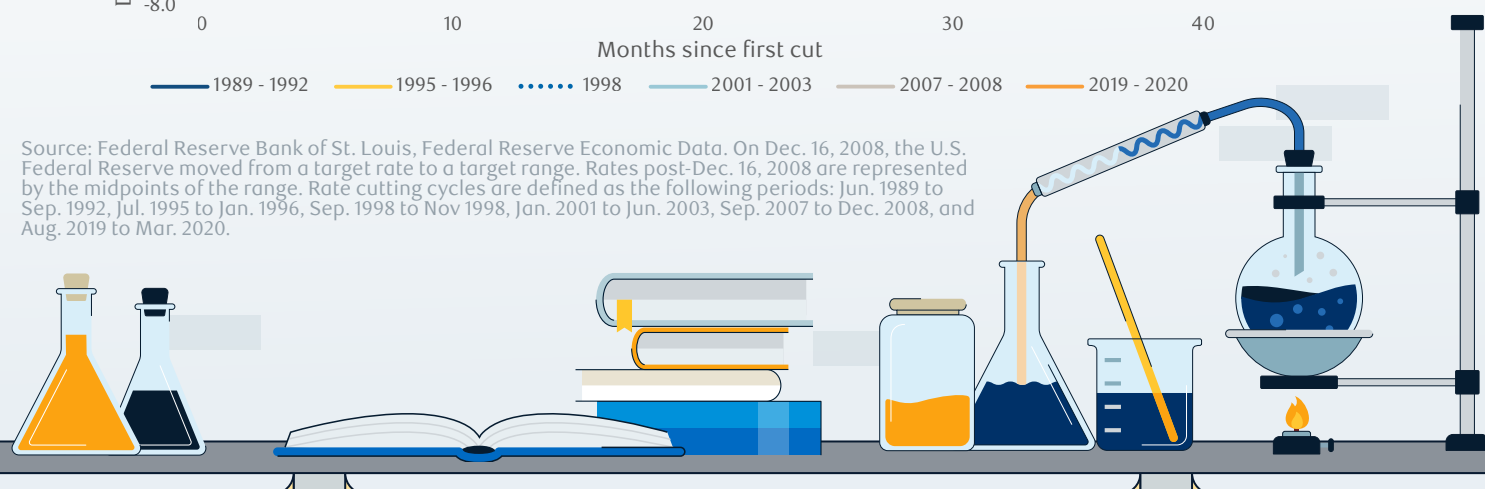 -8.0
0 10 20 30 40
Months since first cut
1989 - 1992 1995 - 1996 1998 2001 - 2003 2007 - 2008 2019 - 2020
Source: Federal Reserve Bank of St. Louis, Federal Reserve Economic Data. On Dec. 16, 2008, the U.S.
Federal Reserve moved from a target rate to a target range. Rates post-Dec. 16, 2008 are represented
by the midpoints of the range. Rate cutting cycles are defined as the following periods: Jun. 1989 to
Sep. 1992, Jul. 1995 to Jan. 1996, Sep. 1998 to Nov 1998, Jan. 2001 to Jun. 2003, Sep. 2007 to Dec. 2008, and
Aug. 2019 to Mar. 2020.